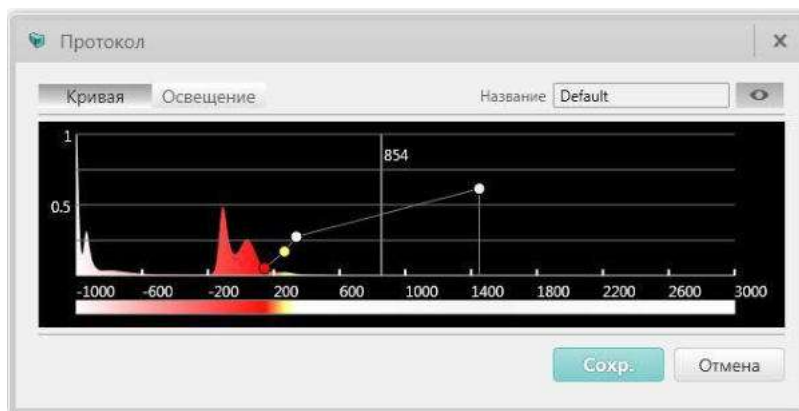 Протокол
Кривая Освещение Название Default
1
854
0.5
-1000 -600 -200 200 600 1000 1400 1800 2200 2600 3000
Сохр. Отмена